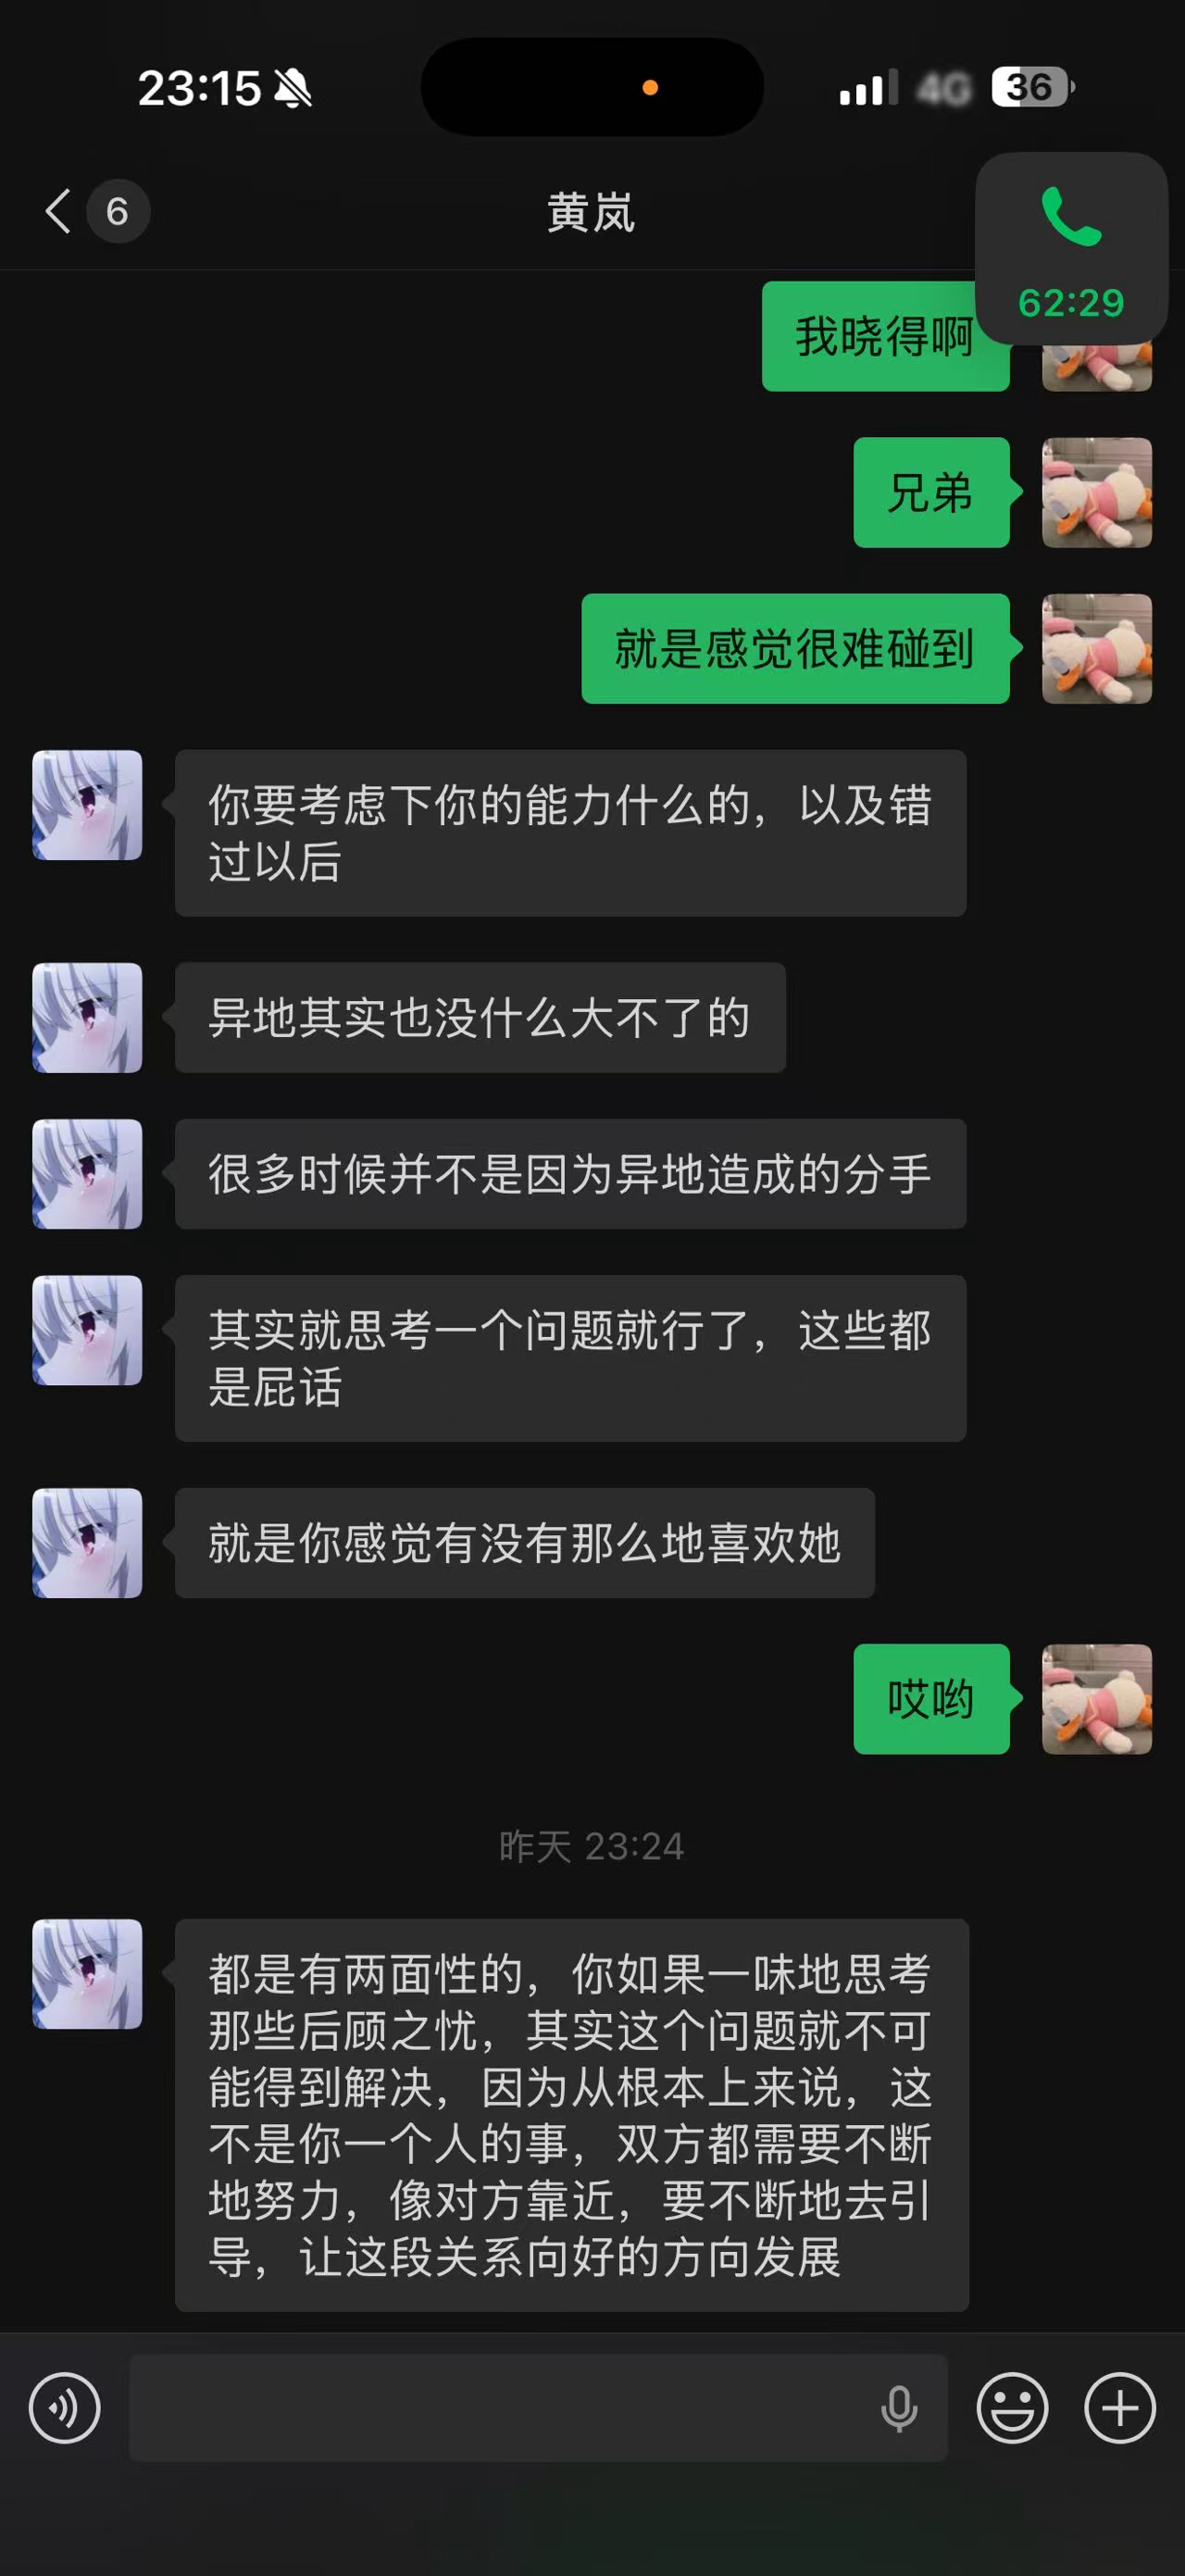 23:15
4G
36
6
黄岚
62:29
我晓得啊
兄弟
就是感觉很难碰到
你要考虑下你的能力什么的，以及错
过以后
异地其实也没什么大不了的
很多时候并不是因为异地造成的分手
其实就思考一个问题就行了，这些都
是屁话
就是你感觉有没有那么地喜欢她
哎哟
昨天 23:24
都是有两面性的，你如果一味地思考
那些后顾之忧，其实这个问题就不可
能得到解决，因为从根本上来说，这
不是你一个人的事，双方都需要不断
地努力，像对方靠近，要不断地去引
导，让这段关系向好的方向发展